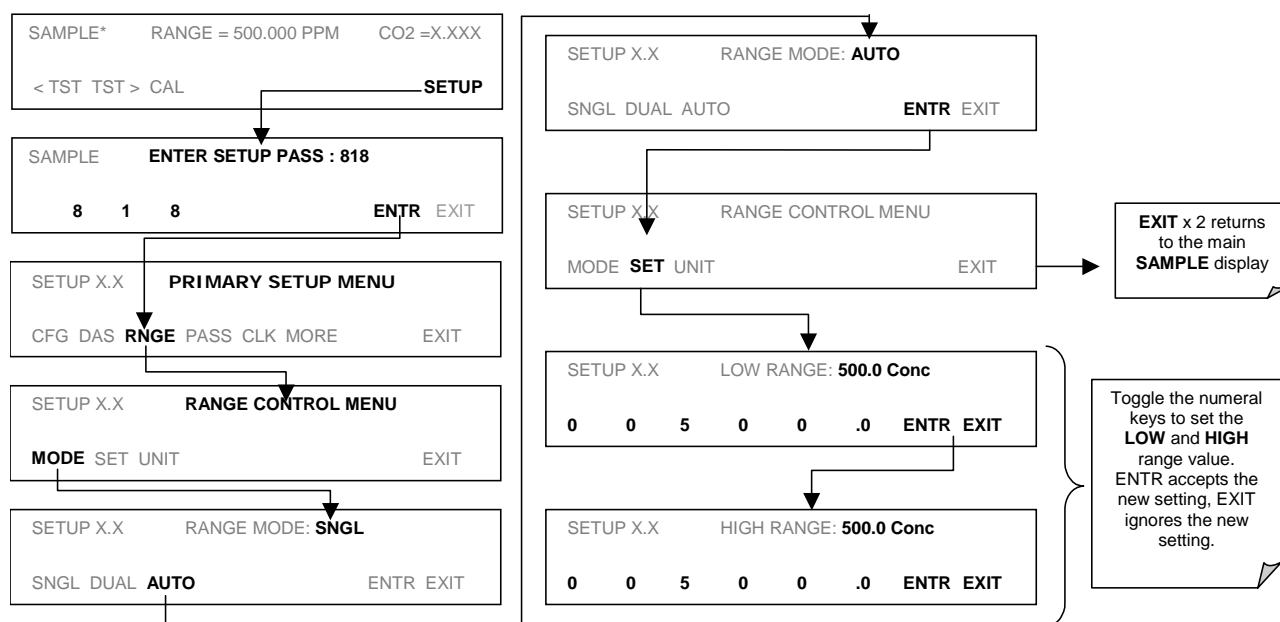 SAMPLE* RANGE = 500.000 PPM CO2 =X.XXX
< TST TST > CAL SETUP
SAMPLE ENTER SETUP PASS : 818
8 1 8 ENTR EXIT
SETUP X.X PRIMARY SETUP MENU
CFG DAS RNGE PASS CLK MORE EXIT
SETUP X.X RANGE CONTROL MENU
MODE SET UNIT EXIT
SETUP X.X RANGE MODE: SNGL
SNGL DUAL AUTO ENTR EXIT
SETUP X.X RANGE MODE: AUTO
SNGL DUAL AUTO ENTR EXIT
SETUP X.X RANGE CONTROL MENU
MODE SET UNIT EXIT
EXIT x 2 returns
to the main
SAMPLE display
SETUP X.X LOW RANGE: 500.0 Conc
0 0 5 0 0 .0 ENTR EXIT
SETUP X.X HIGH RANGE: 500.0 Conc
0 0 5 0 0 .0 ENTR EXIT
Toggle the numeral
keys to set the
LOW and HIGH
range value.
ENTR accepts the
new setting, EXIT
ignores the new
setting.